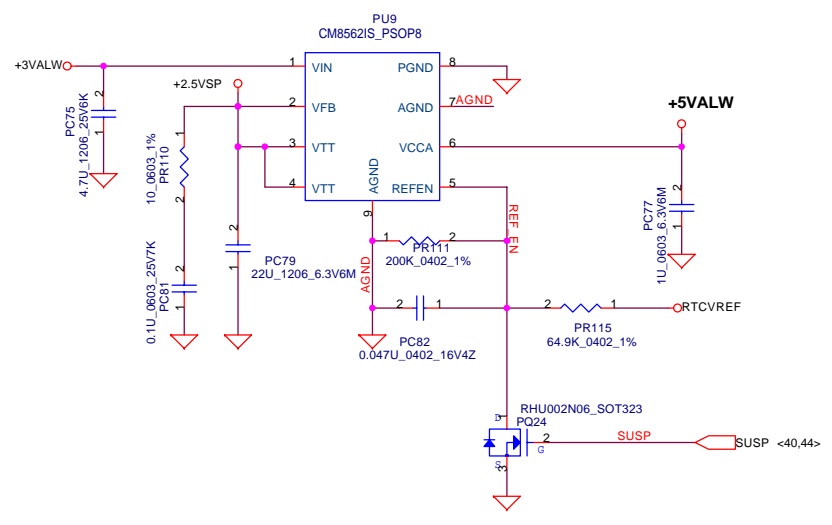 PU9
CM8562IS_PSOP8
+3VALW
1
VIN
PGND
8
+2.5VSP
2
VFB
AGND
7
AGND
+5VALW
3
VTT
VCCA
6
4
VTT
AGND
REFEN
5
9
PC75
4.7U_1206_25V6K
2
1
10_0603_1%
PR110
1
2
PC77
1U_0603_6.3V6M
2
1
REF_EN
AGND
1
2
PR111
200K_0402_1%
2
1
PC79
22U_1206_6.3V6M
0.1U_0603_25V7K
PC81
2
1
2
1
PC82
0.047U_0402_16V4Z
2
1
RTCVREF
PR115
64.9K_0402_1%
RHU002N06_SOT323
PQ24
D
1
G
2
S
3
SUSP
SUSP <40,44>